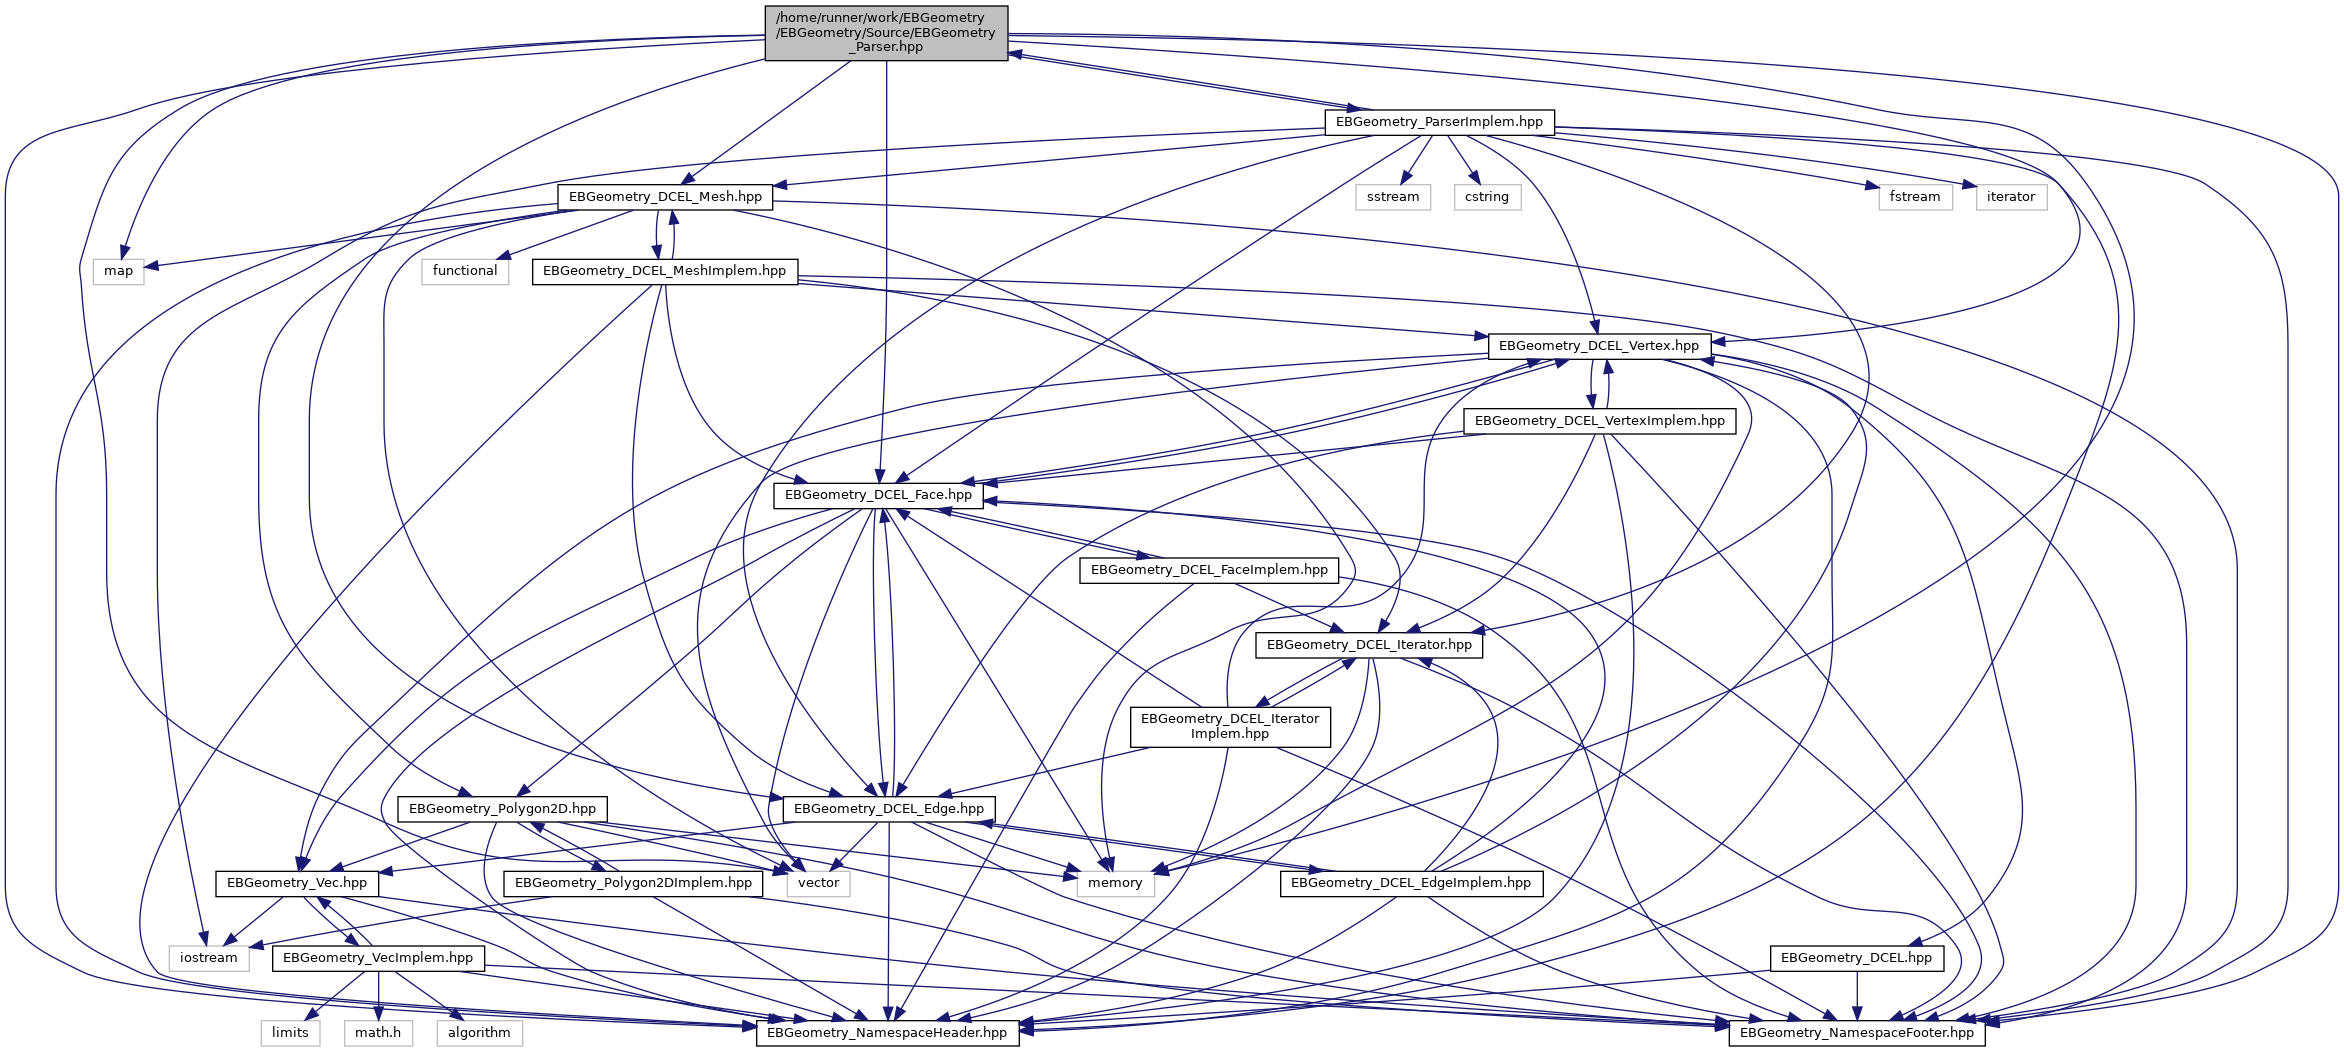 /home/runner/work/EBGeometry
/EBGeometry/Source/EBGeometry
_Parser.hpp
EBGeometry_ParserImplem.hpp
EBGeometry_DCEL_Mesh.hpp
sstream
cstring
fstream
iterator
map
functional
EBGeometry_DCEL_MeshImplem.hpp
EBGeometry_DCEL_Vertex.hpp
EBGeometry_DCEL_VertexImplem.hpp
EBGeometry_DCEL_Face.hpp
EBGeometry_DCEL_FaceImplem.hpp
EBGeometry_DCEL_Iterator.hpp
EBGeometry_DCEL_Iterator
Implem.hpp
EBGeometry_Polygon2D.hpp
EBGeometry_DCEL_Edge.hpp
EBGeometry_Vec.hpp
EBGeometry_Polygon2DImplem.hpp
vector
memory
EBGeometry_DCEL_EdgeImplem.hpp
iostream
EBGeometry_VecImplem.hpp
EBGeometry_DCEL.hpp
limits
math.h
algorithm
EBGeometry_NamespaceHeader.hpp
EBGeometry_NamespaceFooter.hpp